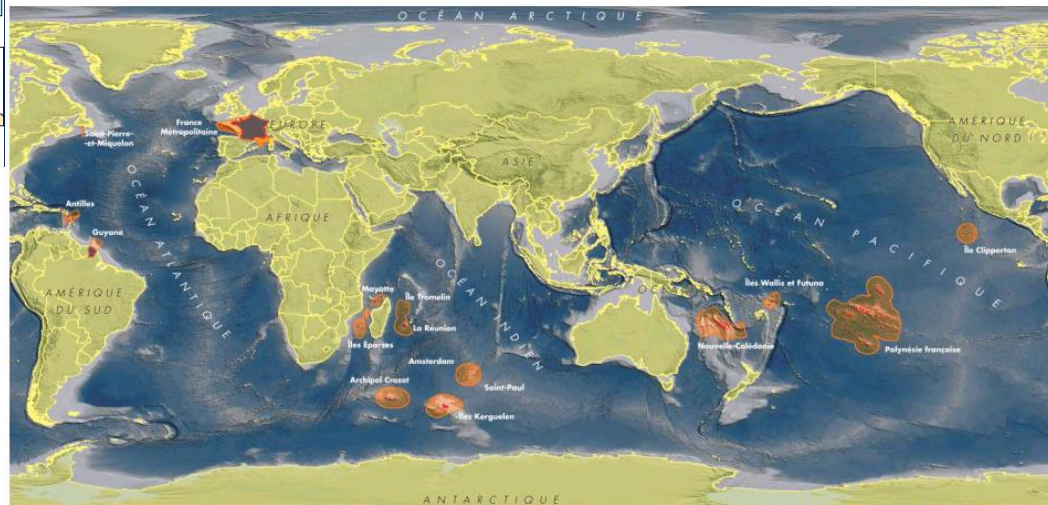 OCÉAN ARCTIQUE
France
Métropolitaine
EUROPE
Saint-Pierre-
-et-Miquelon
ASIE
AMÉRIQUE
DU NORD
OCÉAN ATLANTIQUE
Antilles
Guyane
AFRIQUE
OCÉAN PACIFIQUE
Île Clipperton
AMÉRIQUE
DU SUD
Mayotte
Île Tromelin
OCÉAN INDIEN
Îles Wallis et Futuna
La Réunion
Îles Éparses
Nouvelle-Calédonie
Polynésie française
Amsterdam
Saint-Paul
Archipel Crozet
Îles Kerguelen
ANTARCTIQUE